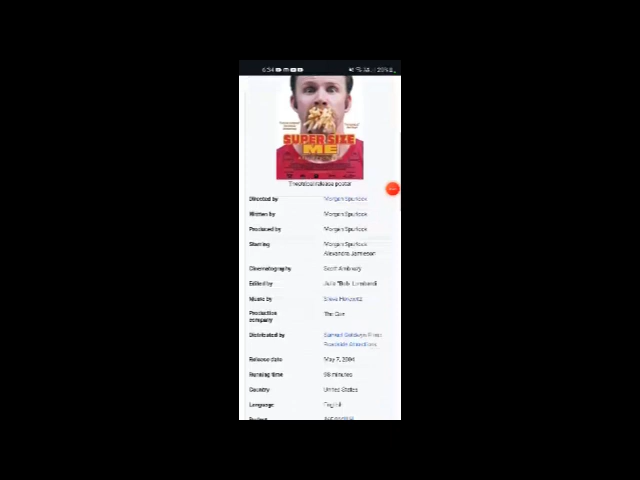 6:54
SUPER SIZE
ME
Theatrical release poster
Directed by Morgan Spurlock
Written by Morgan Spurlock
Produced by Morgan Spurlock
Starring Morgan Spurlock
Alexandra Jamieson
Cinematography Scott Ambrozy
Edited by Julie "Bob" Lombardi
Music by Steve Horowitz
Production The Con
company
Distributed by Samuel Goldwyn Films
Roadside Attractions
Release date May 7, 2004
Running time 98 minutes
Country United States
Language English